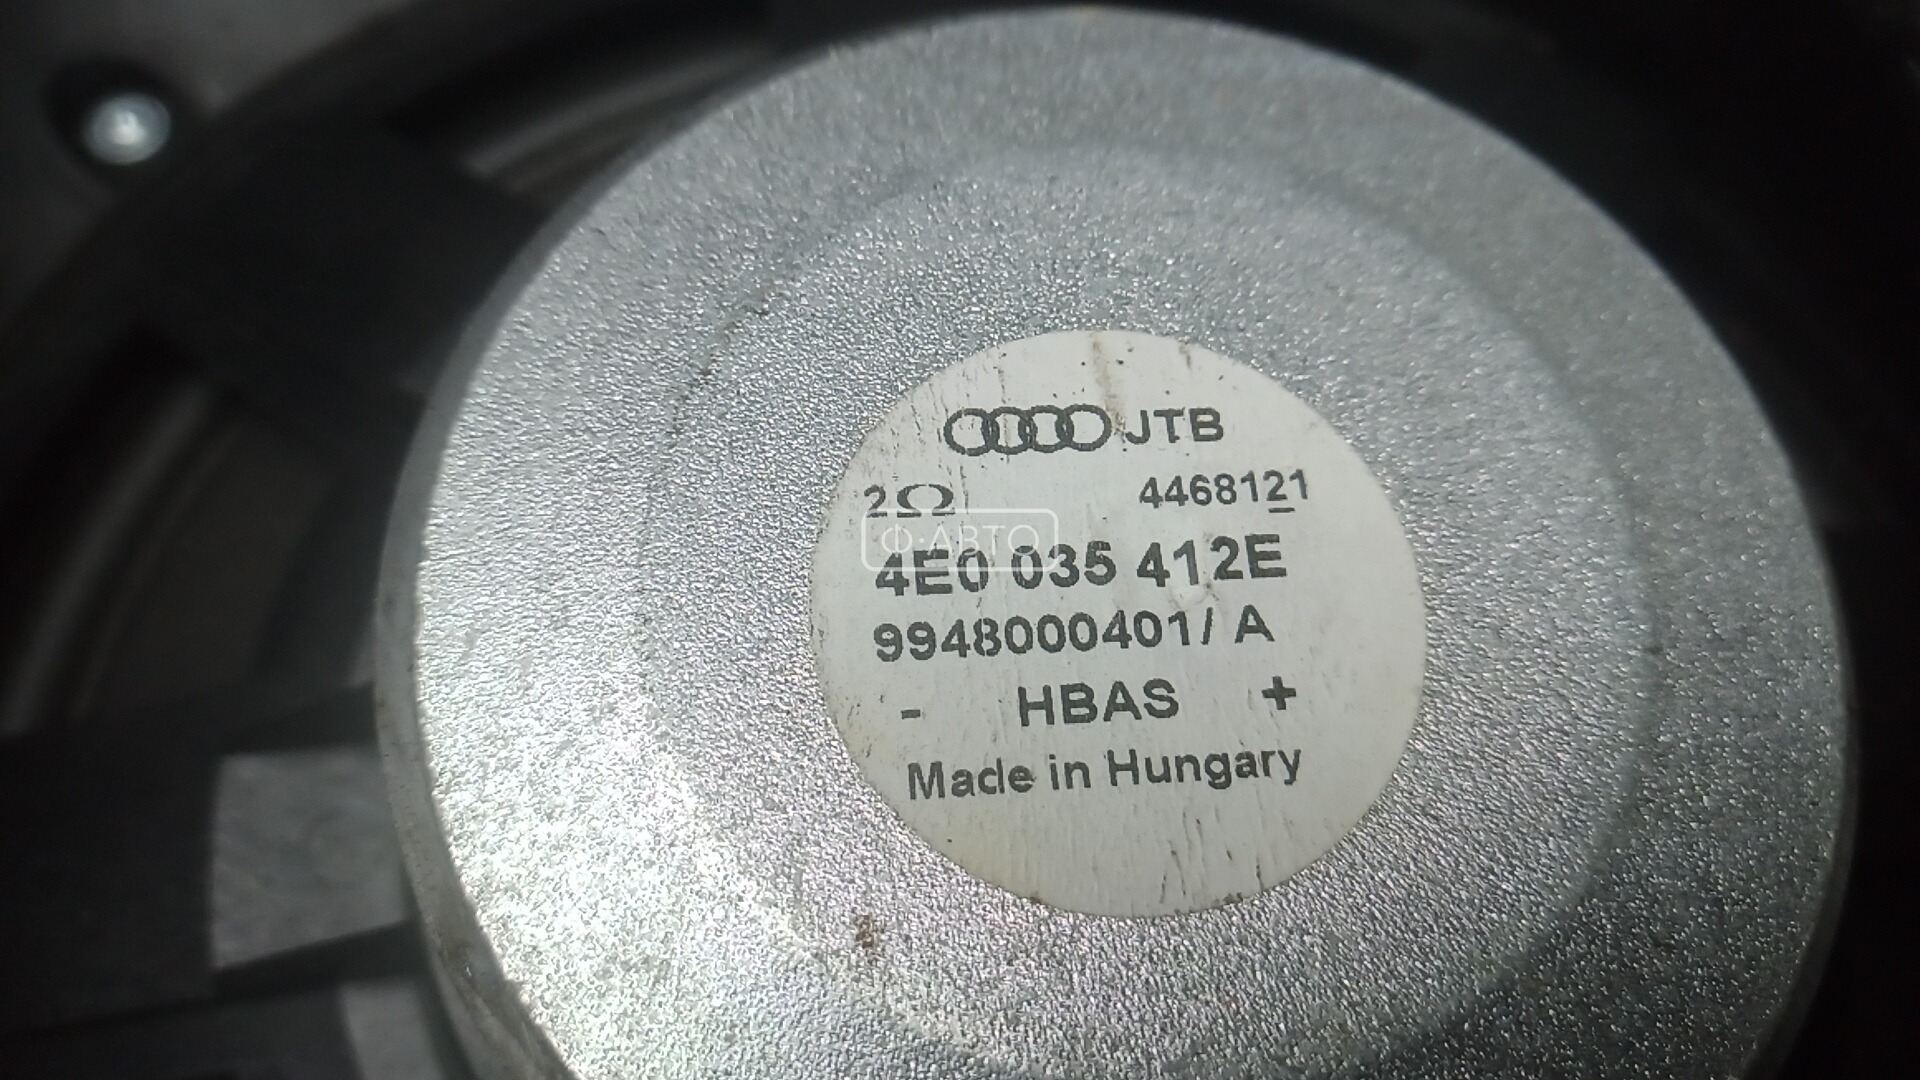 JTB
2Ω 4468121
Ф·АВТО
4E0 035 412E
9948000401/ A
- HBAS +
Made in Hungary